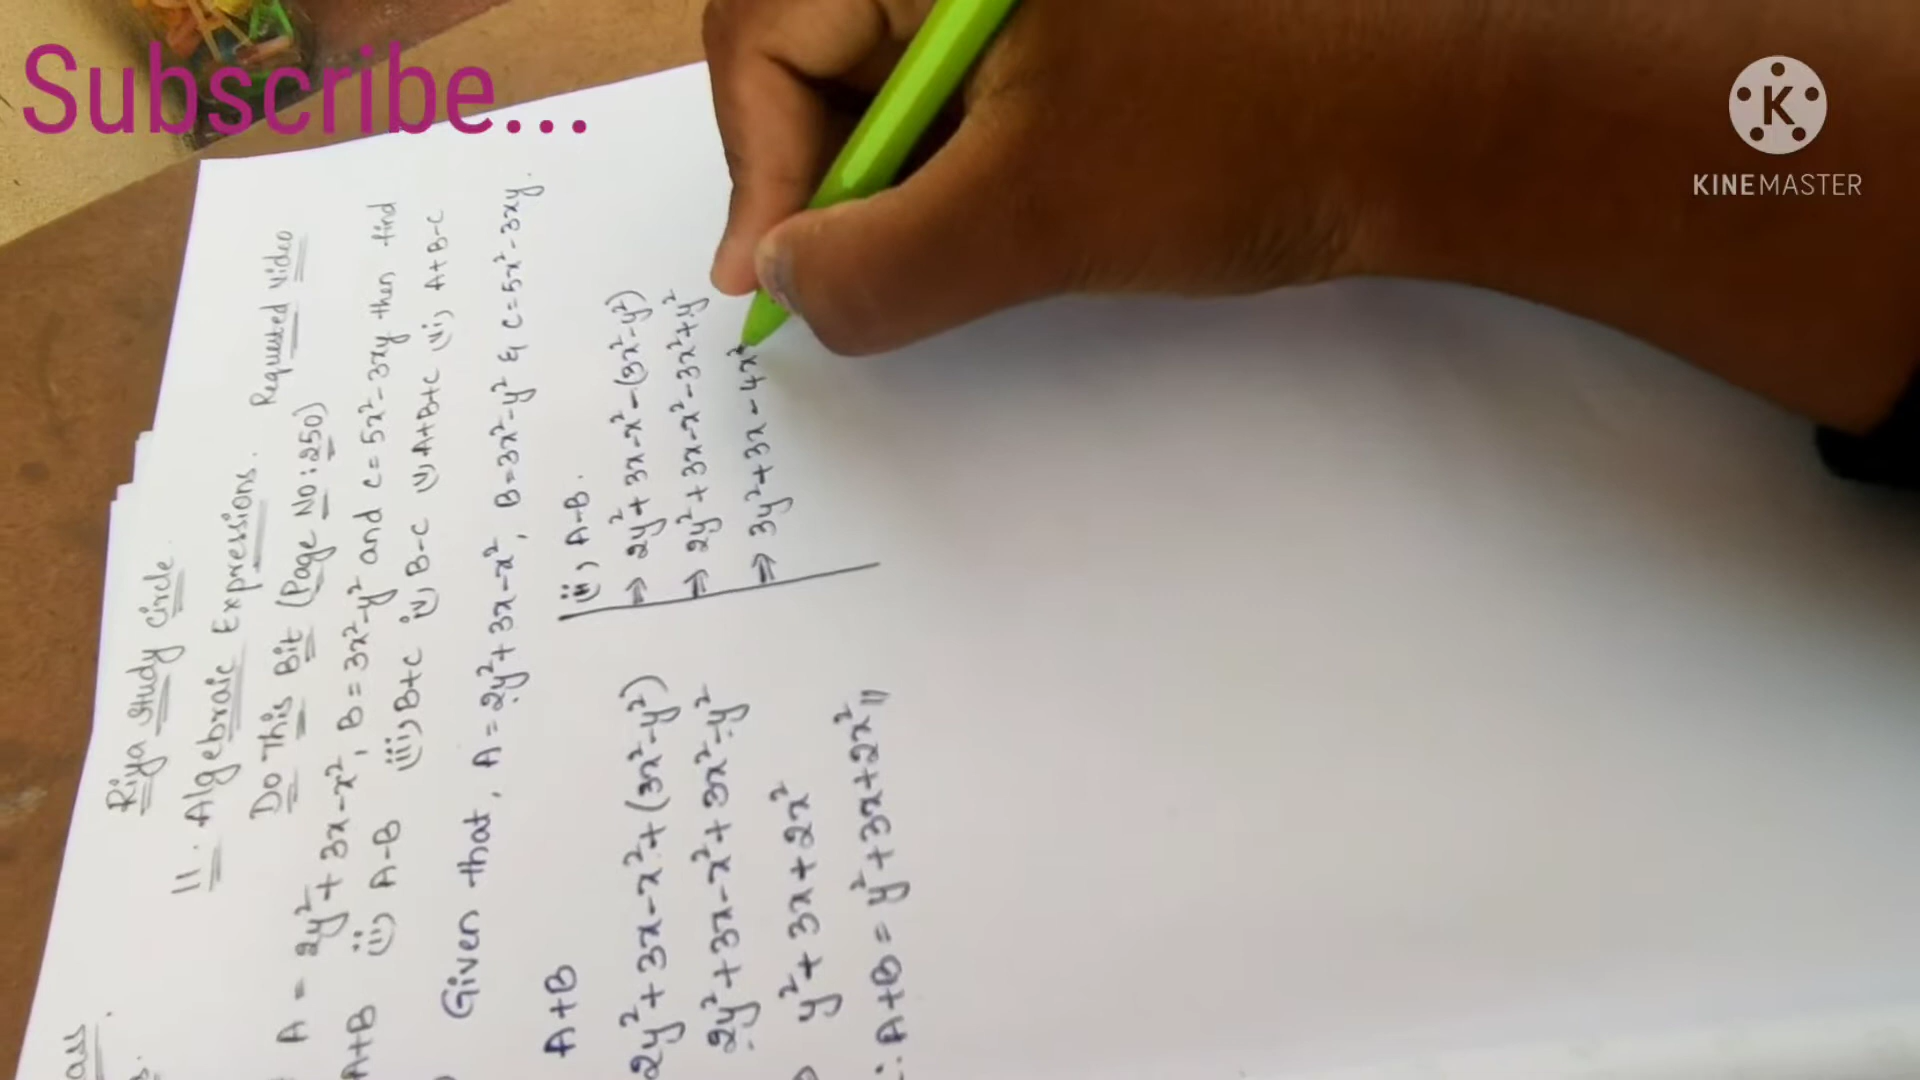 Subscribe...
KINEMASTER
Riya Study Circle.
11. Algebraic Expressions. Requested video
Do This Bit (Page No: 250)
A = 2y²+3x-x², B = 3x²-y² and C = 5x²-3xy then find
A+B (ii) A-B (iii) B+C iv) B-C (v) A+B+C (vi) A+B-C
Given that, A = 2y²+3x-x², B = 3x²-y² & C = 5x²-3xy.
A+B
2y²+3x-x²+(3x²-y²)
2y²+3x-x²+3x²-y²
y²+3x+2x²
∴ A+B = y²+3x+2x²//
(ii) A-B.
⇒ 2y²+3x-x²-(3x²-y²)
⇒ 2y²+3x-x²-3x²+y²
⇒ 3y²+3x-4x²